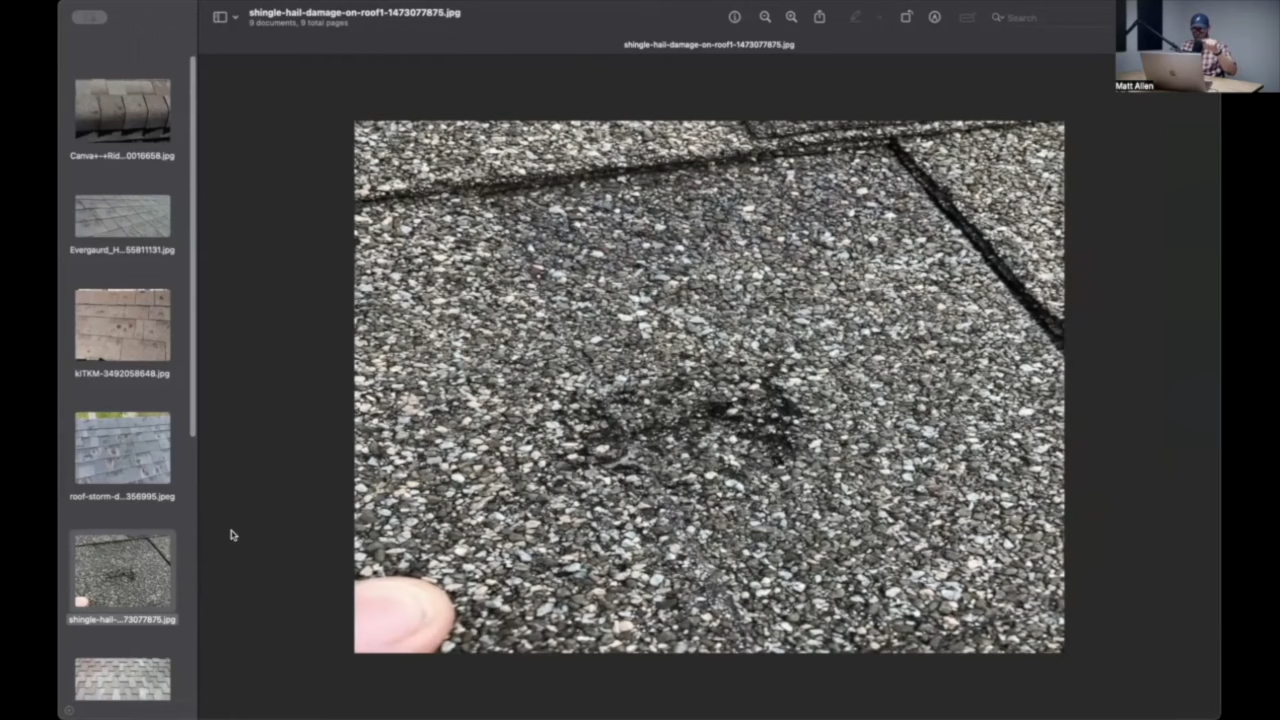 shingle-hail-damage-on-roof1-1473077875.jpg
9 documents, 9 total pages
Search
shingle-hail-damage-on-roof1-1473077875.jpg
Matt Allen
Canva+-+Rid...0016658.jpg
Evergaurd_H...55811131.jpg
kITKM-3492058648.jpg
roof-storm-d...356995.jpeg
shingle-hail-...73077875.jpg